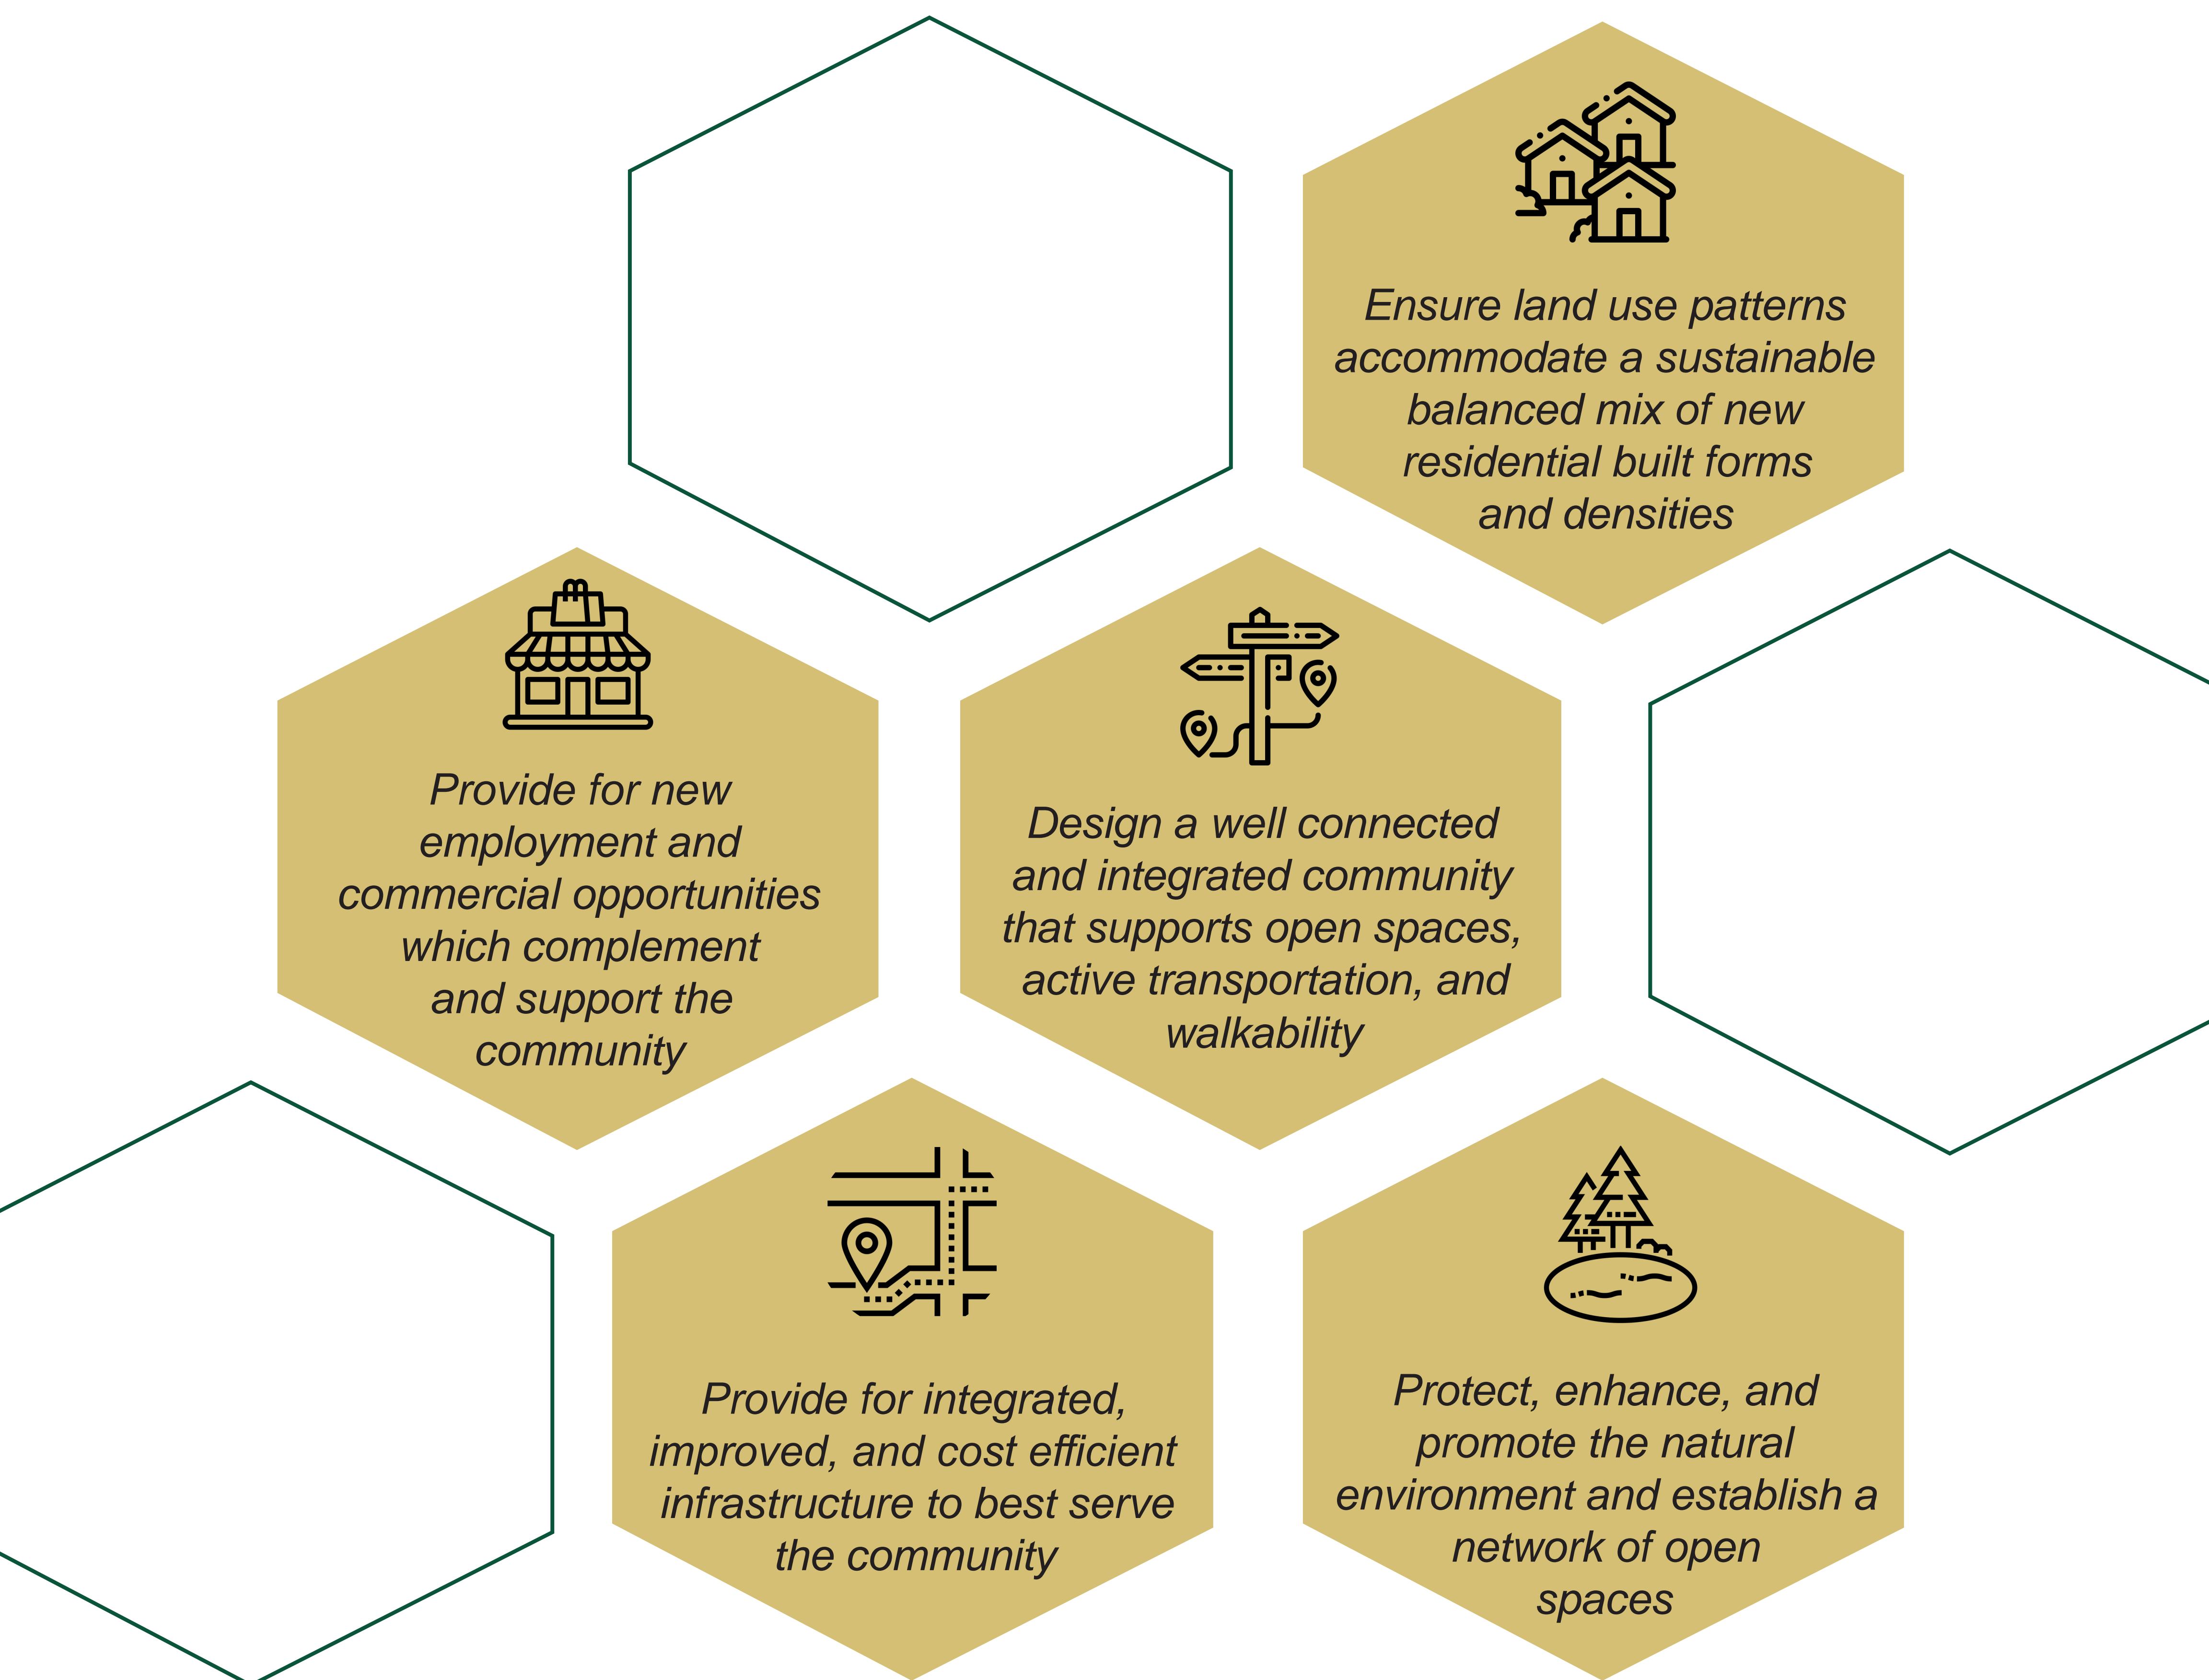 Ensure land use patterns
accommodate a sustainable
balanced mix of new
residential built forms
and densities
Provide for new
employment and
commercial opportunities
which complement
and support the
community
Design a well connected
and integrated community
that supports open spaces,
active transportation, and
walkability
Provide for integrated,
improved, and cost efficient
infrastructure to best serve
the community
Protect, enhance, and
promote the natural
environment and establish a
network of open
spaces